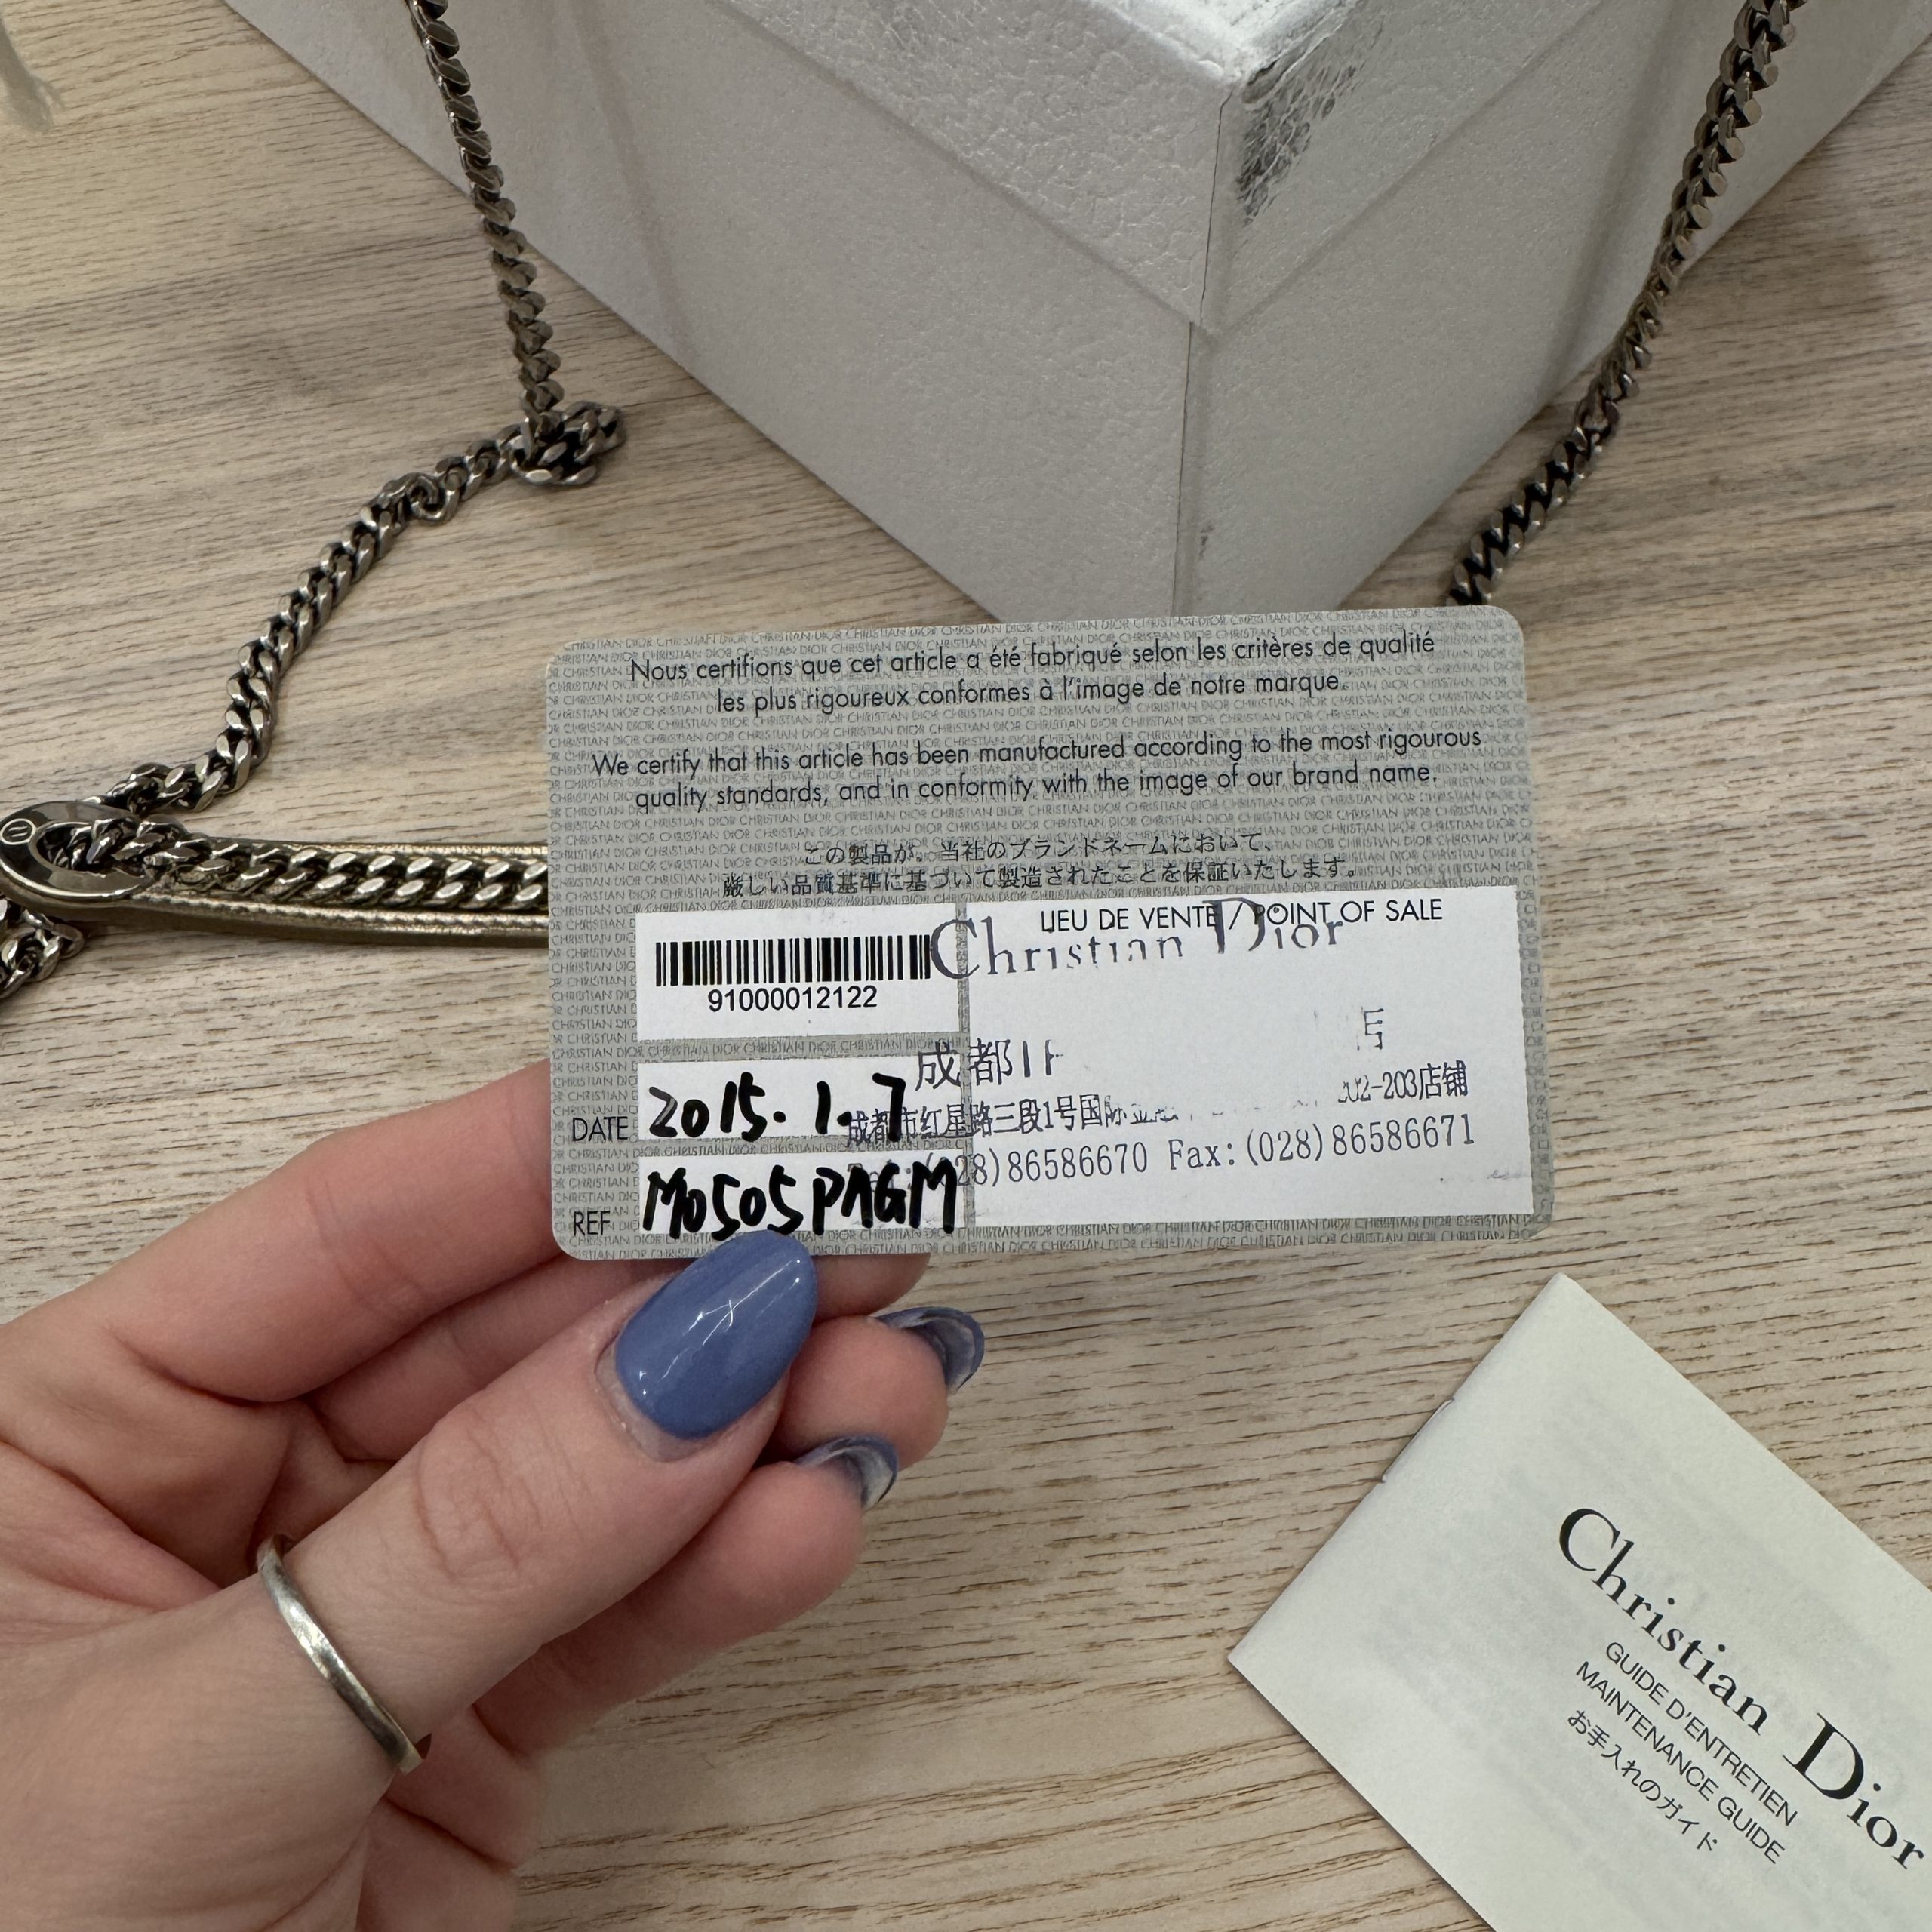 Nous certifions que cet article a été fabriqué selon les critères de qualité
les plus rigoureux conformes à l'image de notre marque.
We certify that this article has been manufactured according to the most rigourous
quality standards, and in conformity with the image of our brand name.
この製品が、当社のブランドネームにおいて、
厳しい品質基準に基づいて製造されたことを保証いたします。
LIEU DE VENTE / POINT OF SALE
Christian Dior
91000012122
成都
成都市红星路三段1号国际
-203店铺
DATE 2015.1.7
28)86586670 Fax:(028)86586671
REF M0505PAGM
Christian Dior
GUIDE D'ENTRETIEN
MAINTENANCE GUIDE
お手入れのガイド